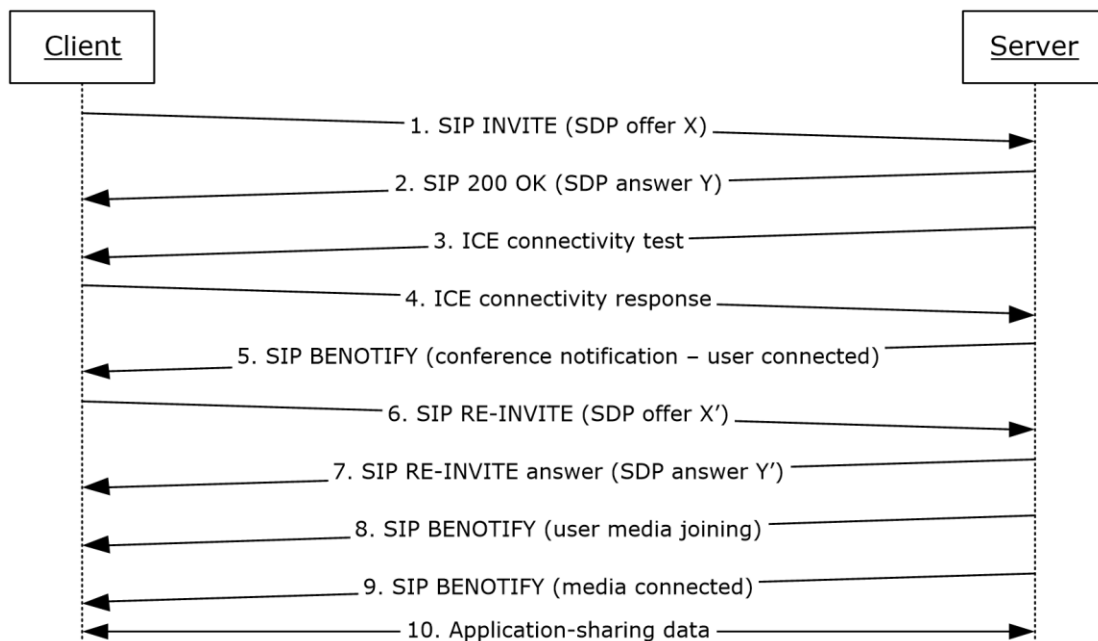 Client
Server
1. SIP INVITE (SDP offer X)
2. SIP 200 OK (SDP answer Y)
3. ICE connectivity test
4. ICE connectivity response
5. SIP BENOTIFY (conference notification – user connected)
6. SIP RE-INVITE (SDP offer X’)
7. SIP RE-INVITE answer (SDP answer Y’)
8. SIP BENOTIFY (user media joining)
9. SIP BENOTIFY (media connected)
10. Application-sharing data